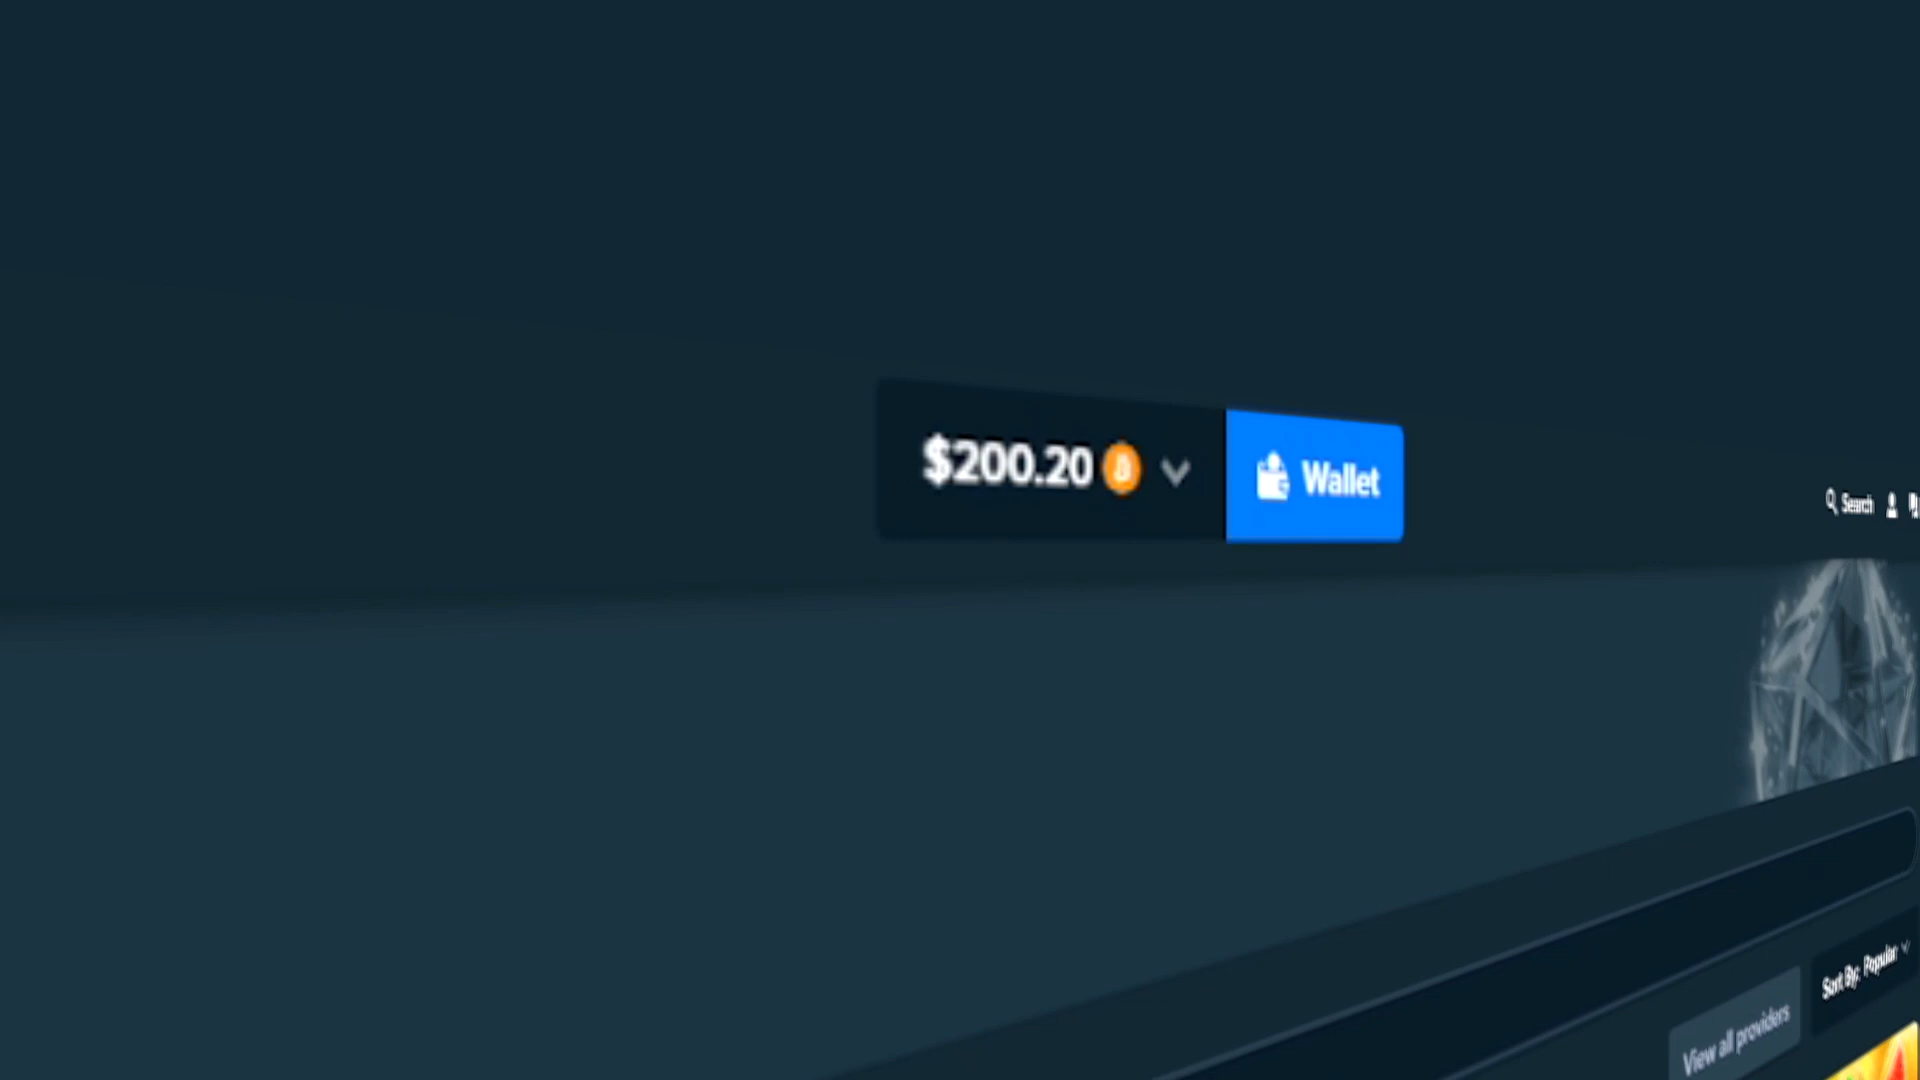 $200.20
Wallet
Search
Sort By: Popular
View all providers